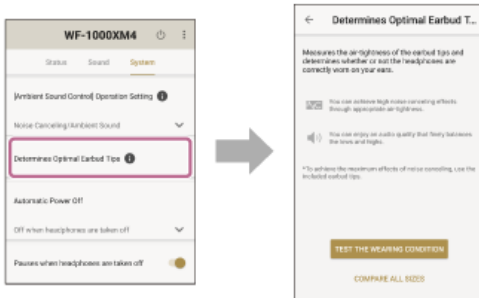 WF-1000XM4
Status Sound System
[Ambient Sound Control] Operation Setting
Noise Canceling/Ambient Sound
Determines Optimal Earbud Tips
Automatic Power Off
Off when headphones are taken off
Pauses when headphones are taken off
Determines Optimal Earbud T...
Measures the air-tightness of the earbud tips and
determines whether or not the headphones are
correctly worn on your ears.
You can achieve high noise canceling effects
through appropriate air-tightness.
You can enjoy an audio quality that finely balances
the lows and highs.
*To achieve the maximum effects of noise canceling, use the
included earbud tips.
TEST THE WEARING CONDITION
COMPARE ALL SIZES